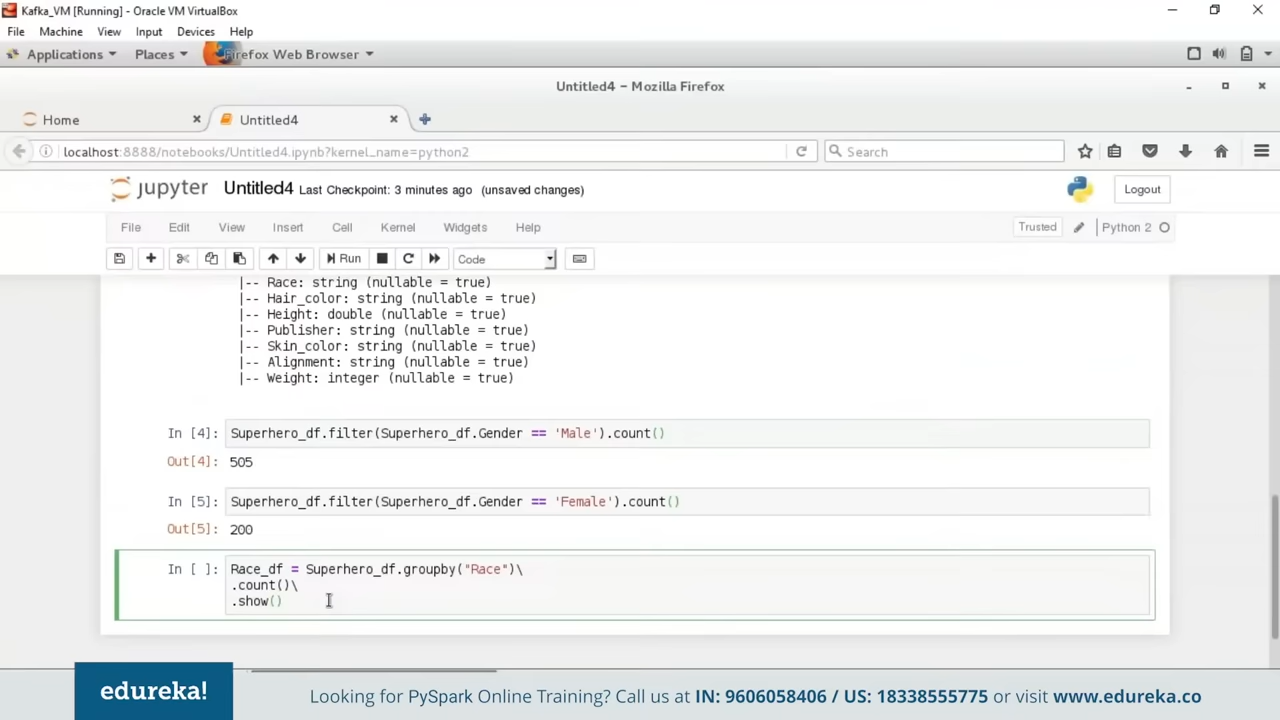 Kafka_VM [Running] - Oracle VM VirtualBox
File Machine View Input Devices Help
Applications Places Firefox Web Browser
Untitled4 - Mozilla Firefox
Home Untitled4
localhost:8888/notebooks/Untitled4.ipynb?kernel_name=python2 Search
jupyter Untitled4 Last Checkpoint: 3 minutes ago (unsaved changes) Logout
File Edit View Insert Cell Kernel Widgets Help Trusted Python 2
Run Code
|-- Race: string (nullable = true)
|-- Hair_color: string (nullable = true)
|-- Height: double (nullable = true)
|-- Publisher: string (nullable = true)
|-- Skin_color: string (nullable = true)
|-- Alignment: string (nullable = true)
|-- Weight: integer (nullable = true)
In [4]: Superhero_df.filter(Superhero_df.Gender == 'Male').count()
Out[4]: 505
In [5]: Superhero_df.filter(Superhero_df.Gender == 'Female').count()
Out[5]: 200
In [ ]: Race_df = Superhero_df.groupby("Race")\
.count()\
.show()
edureka! Looking for PySpark Online Training? Call us at IN: 9606058406 / US: 18338555775 or visit www.edureka.co